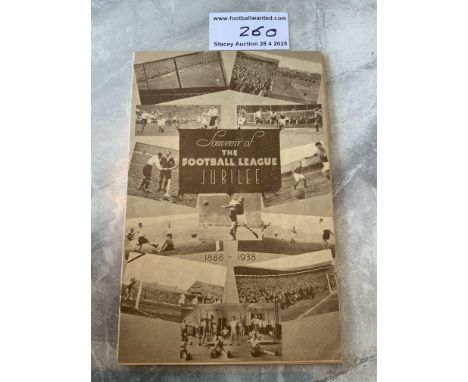 www.footballwanted.com
260
Stacey Auction 28 4 2025
Souvenir of
THE
FOOTBALL LEAGUE
JUBILEE
1888 - 1938